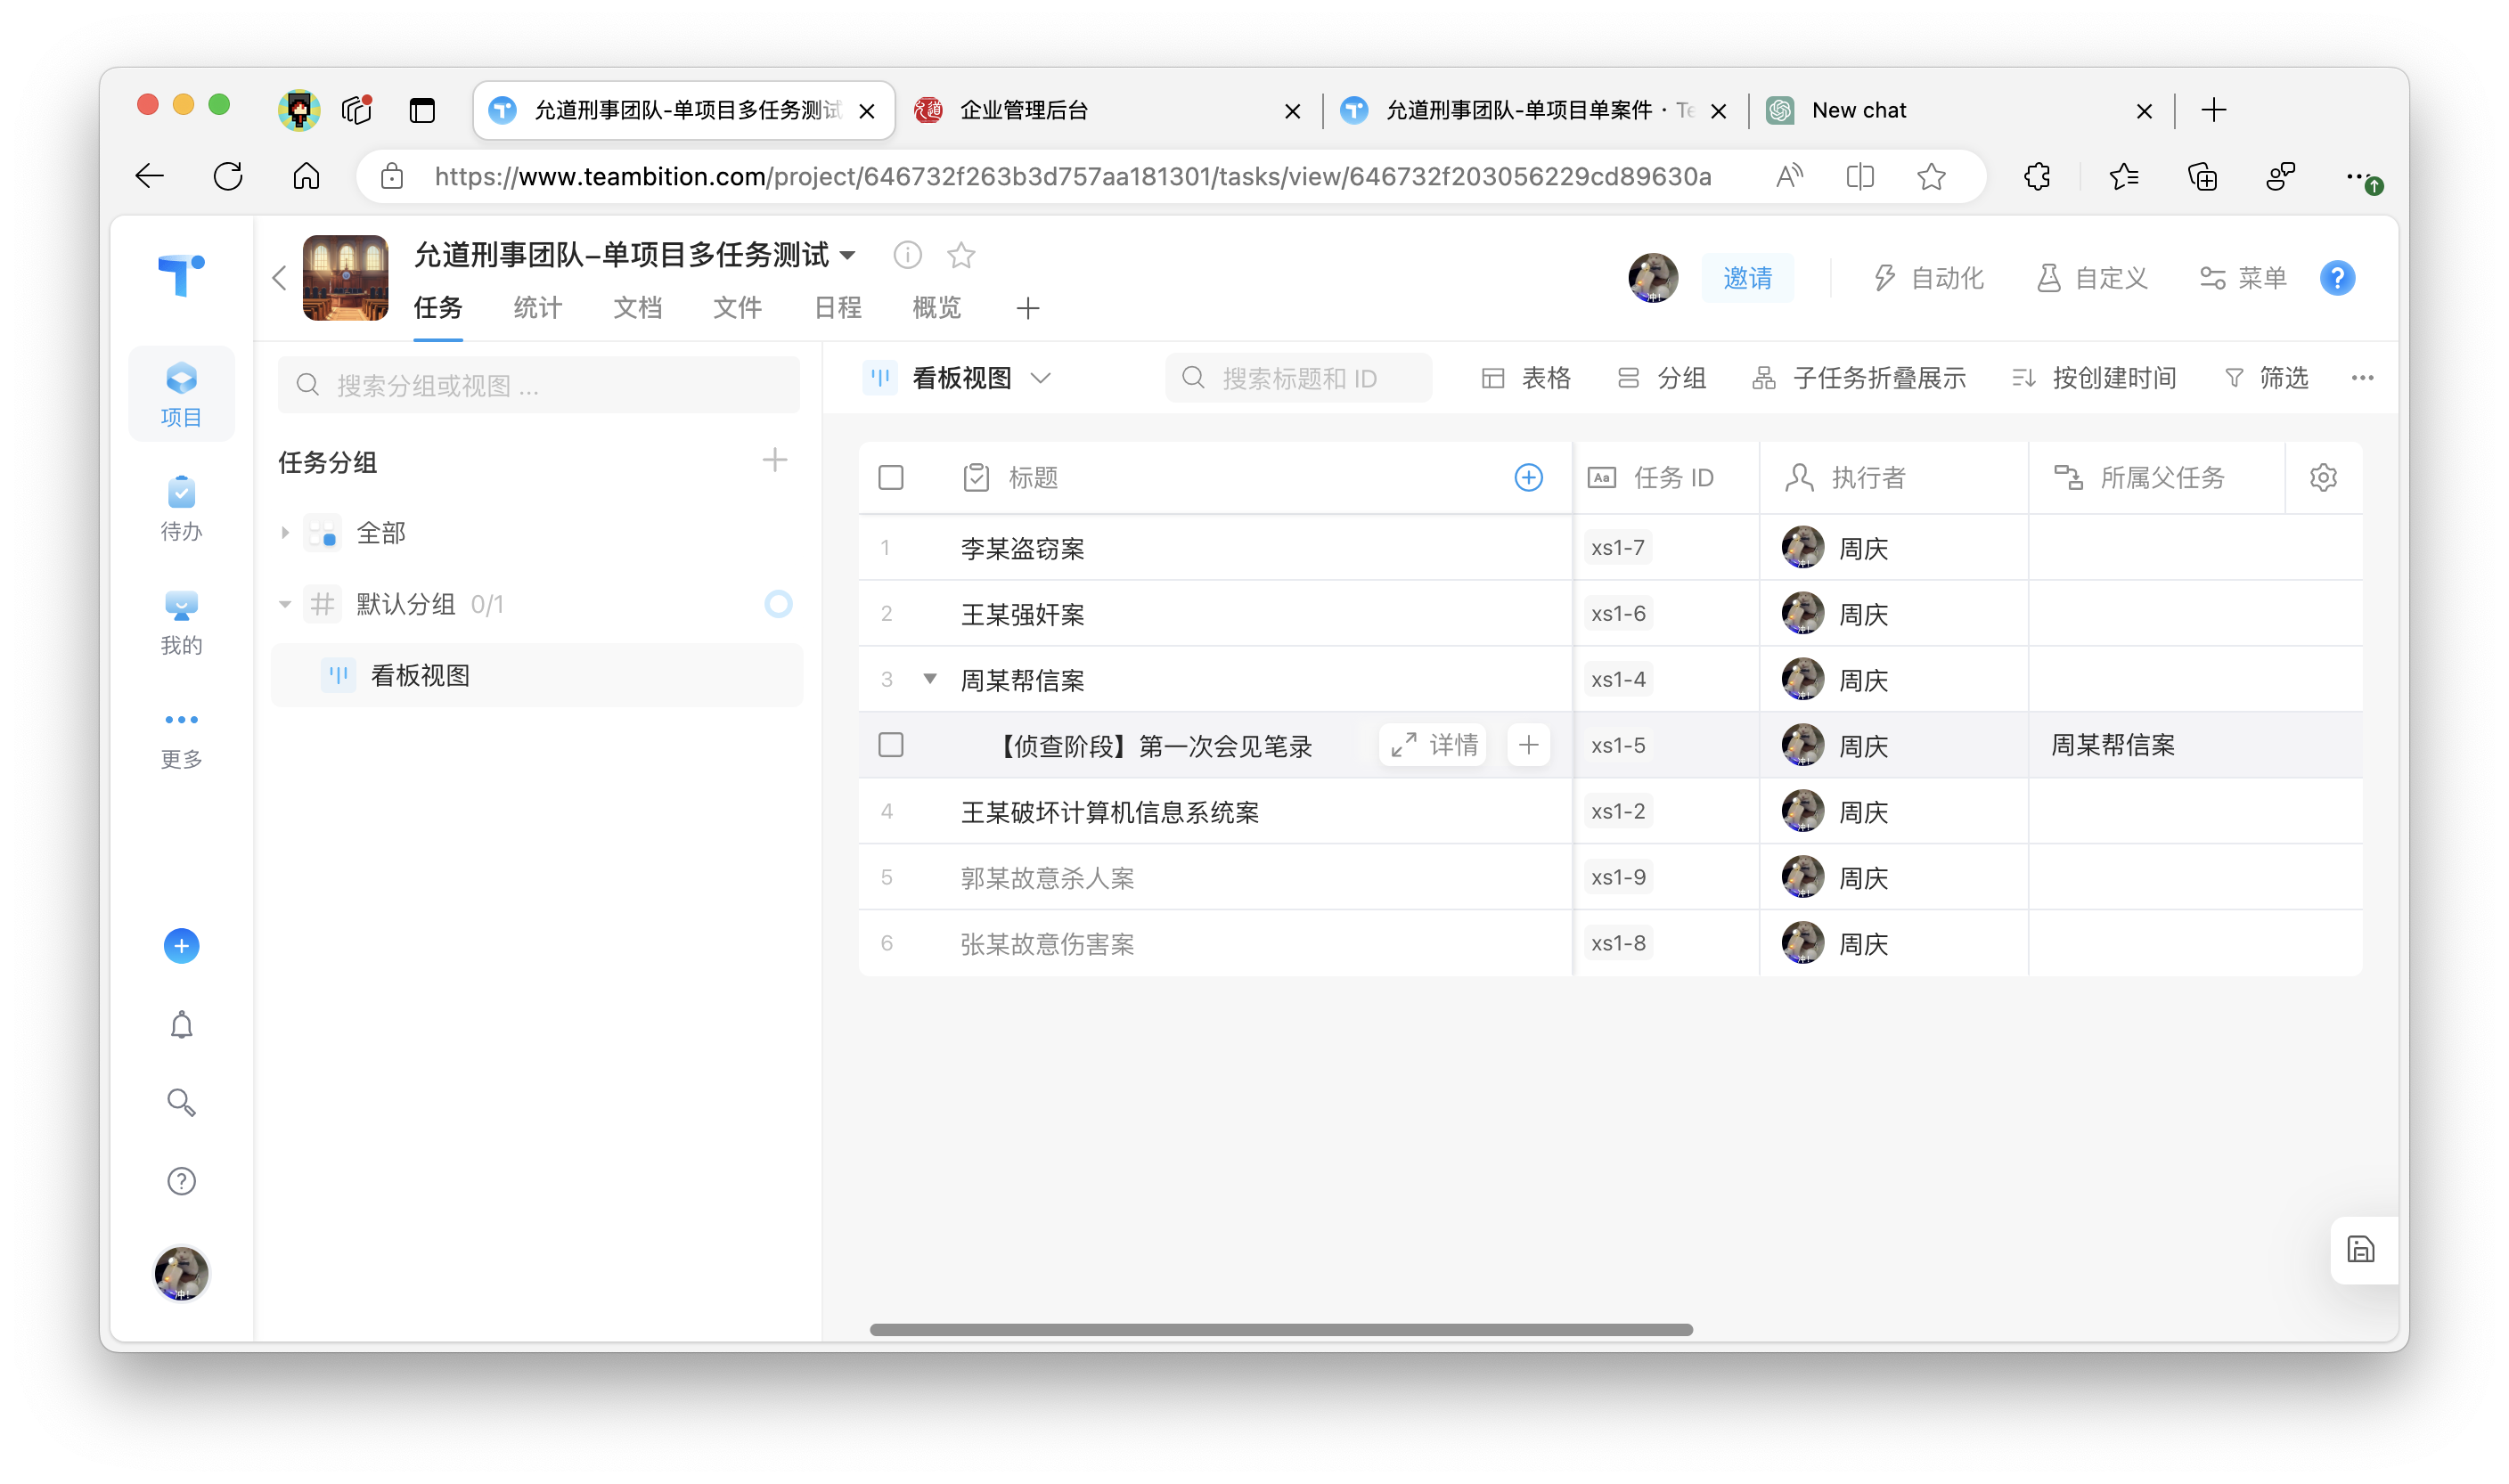 允道刑事团队-单项目多任务测试
企业管理后台
允道刑事团队-单项目单案件 · Te
New chat
https://www.teambition.com/project/646732f263b3d757aa181301/tasks/view/646732f203056229cd89630a
允道刑事团队-单项目多任务测试
邀请
自动化
自定义
菜单
任务 统计 文档 文件 日程 概览
项目
待办
我的
更多
搜索分组或视图 ...
任务分组
全部
默认分组 0/1
看板视图
看板视图
搜索标题和 ID
表格
分组
子任务折叠展示
按创建时间
筛选
标题 任务 ID 执行者 所属父任务
1 李某盗窃案 xs1-7 周庆
2 王某强奸案 xs1-6 周庆
3 周某帮信案 xs1-4 周庆
【侦查阶段】第一次会见笔录 详情 xs1-5 周庆 周某帮信案
4 王某破坏计算机信息系统案 xs1-2 周庆
5 郭某故意杀人案 xs1-9 周庆
6 张某故意伤害案 xs1-8 周庆